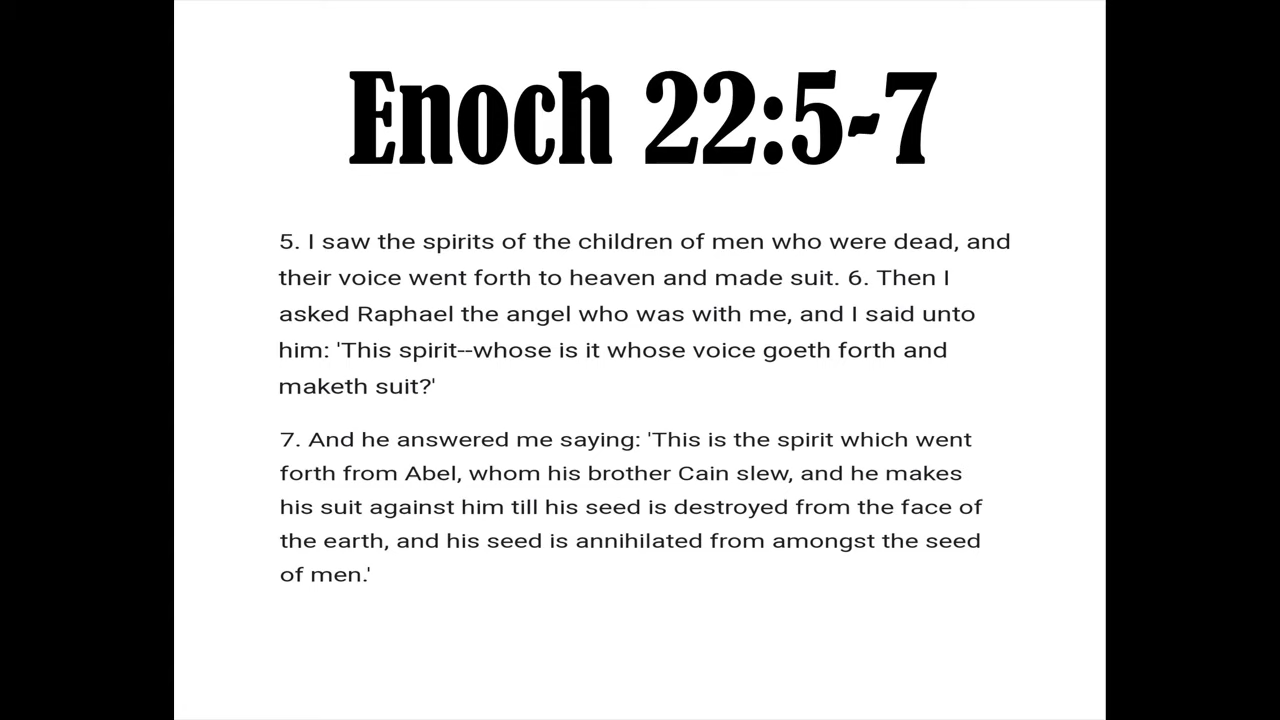 Enoch 22:5-7
5. I saw the spirits of the children of men who were dead, and
their voice went forth to heaven and made suit. 6. Then I
asked Raphael the angel who was with me, and I said unto
him: 'This spirit--whose is it whose voice goeth forth and
maketh suit?'
7. And he answered me saying: 'This is the spirit which went
forth from Abel, whom his brother Cain slew, and he makes
his suit against him till his seed is destroyed from the face of
the earth, and his seed is annihilated from amongst the seed
of men.'